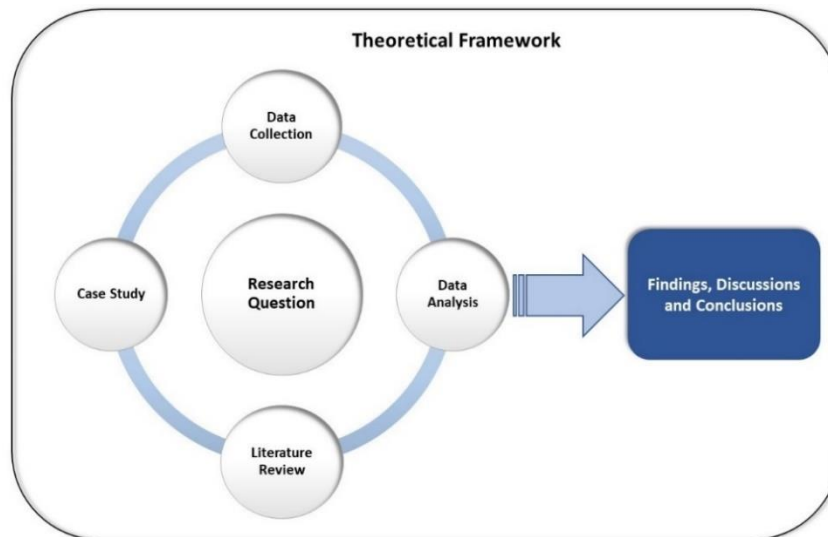 Theoretical Framework
Data
Collection
Case Study
Research
Question
Data
Analysis
Findings, Discussions
and Conclusions
Literature
Review